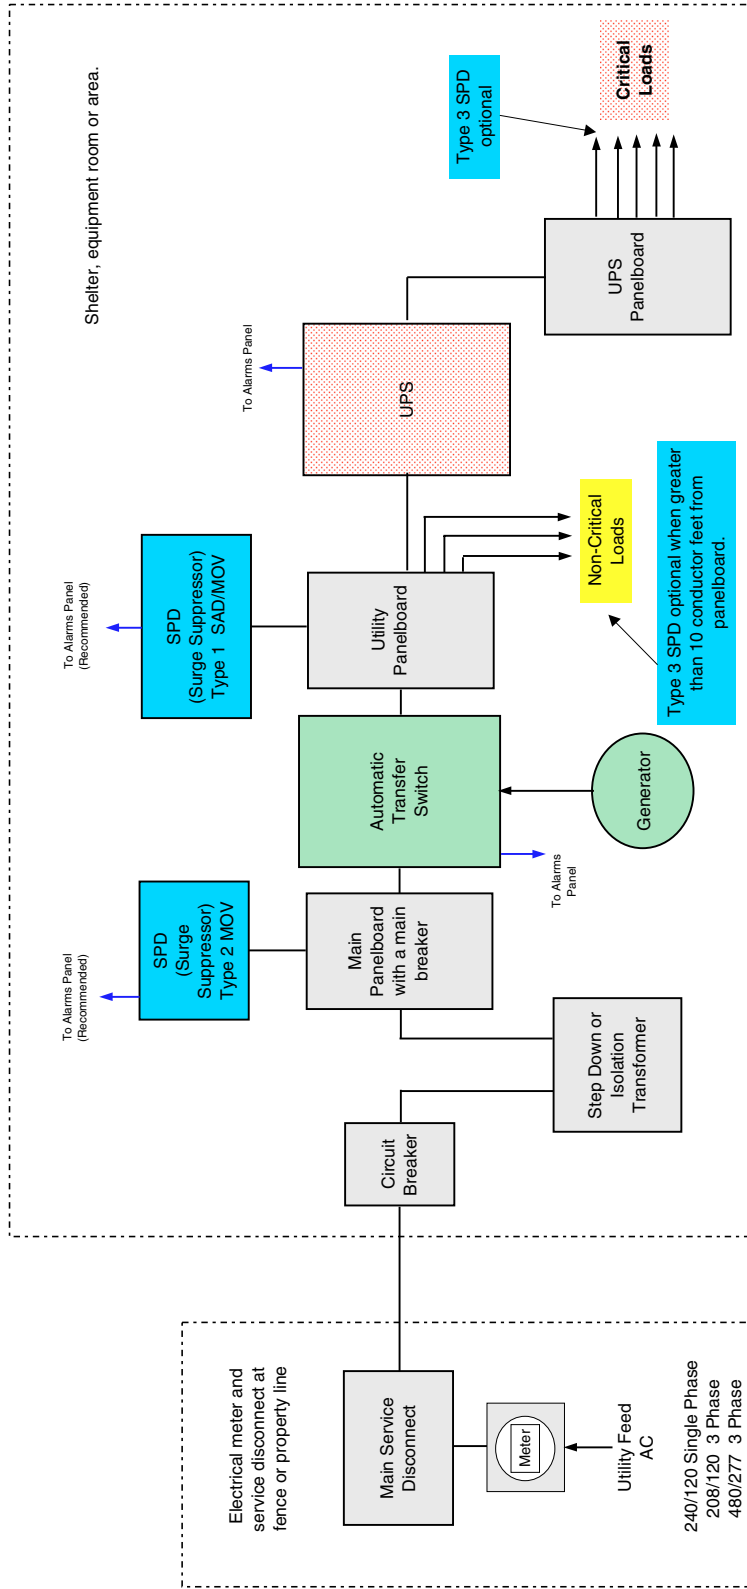 Electrical meter and
service disconnect at
fence or property line
Main Service
Disconnect
Meter
Utility Feed
AC
240/120 Single Phase
208/120 3 Phase
480/277 3 Phase
Shelter, equipment room or area.
Circuit
Breaker
Step Down or
Isolation
Transformer
To Alarms Panel
(Recommended)
SPD
(Surge
Suppressor)
Type 2 MOV
Main
Panelboard
with a main
breaker
Automatic
Transfer
Switch
To Alarms
Panel
Generator
To Alarms Panel
(Recommended)
SPD
(Surge Suppressor)
Type 1 SAD/MOV
Utility
Panelboard
Non-Critical
Loads
Type 3 SPD optional when greater
than 10 conductor feet from
panelboard.
To Alarms Panel
UPS
UPS
Panelboard
Type 3 SPD
optional
Critical
Loads